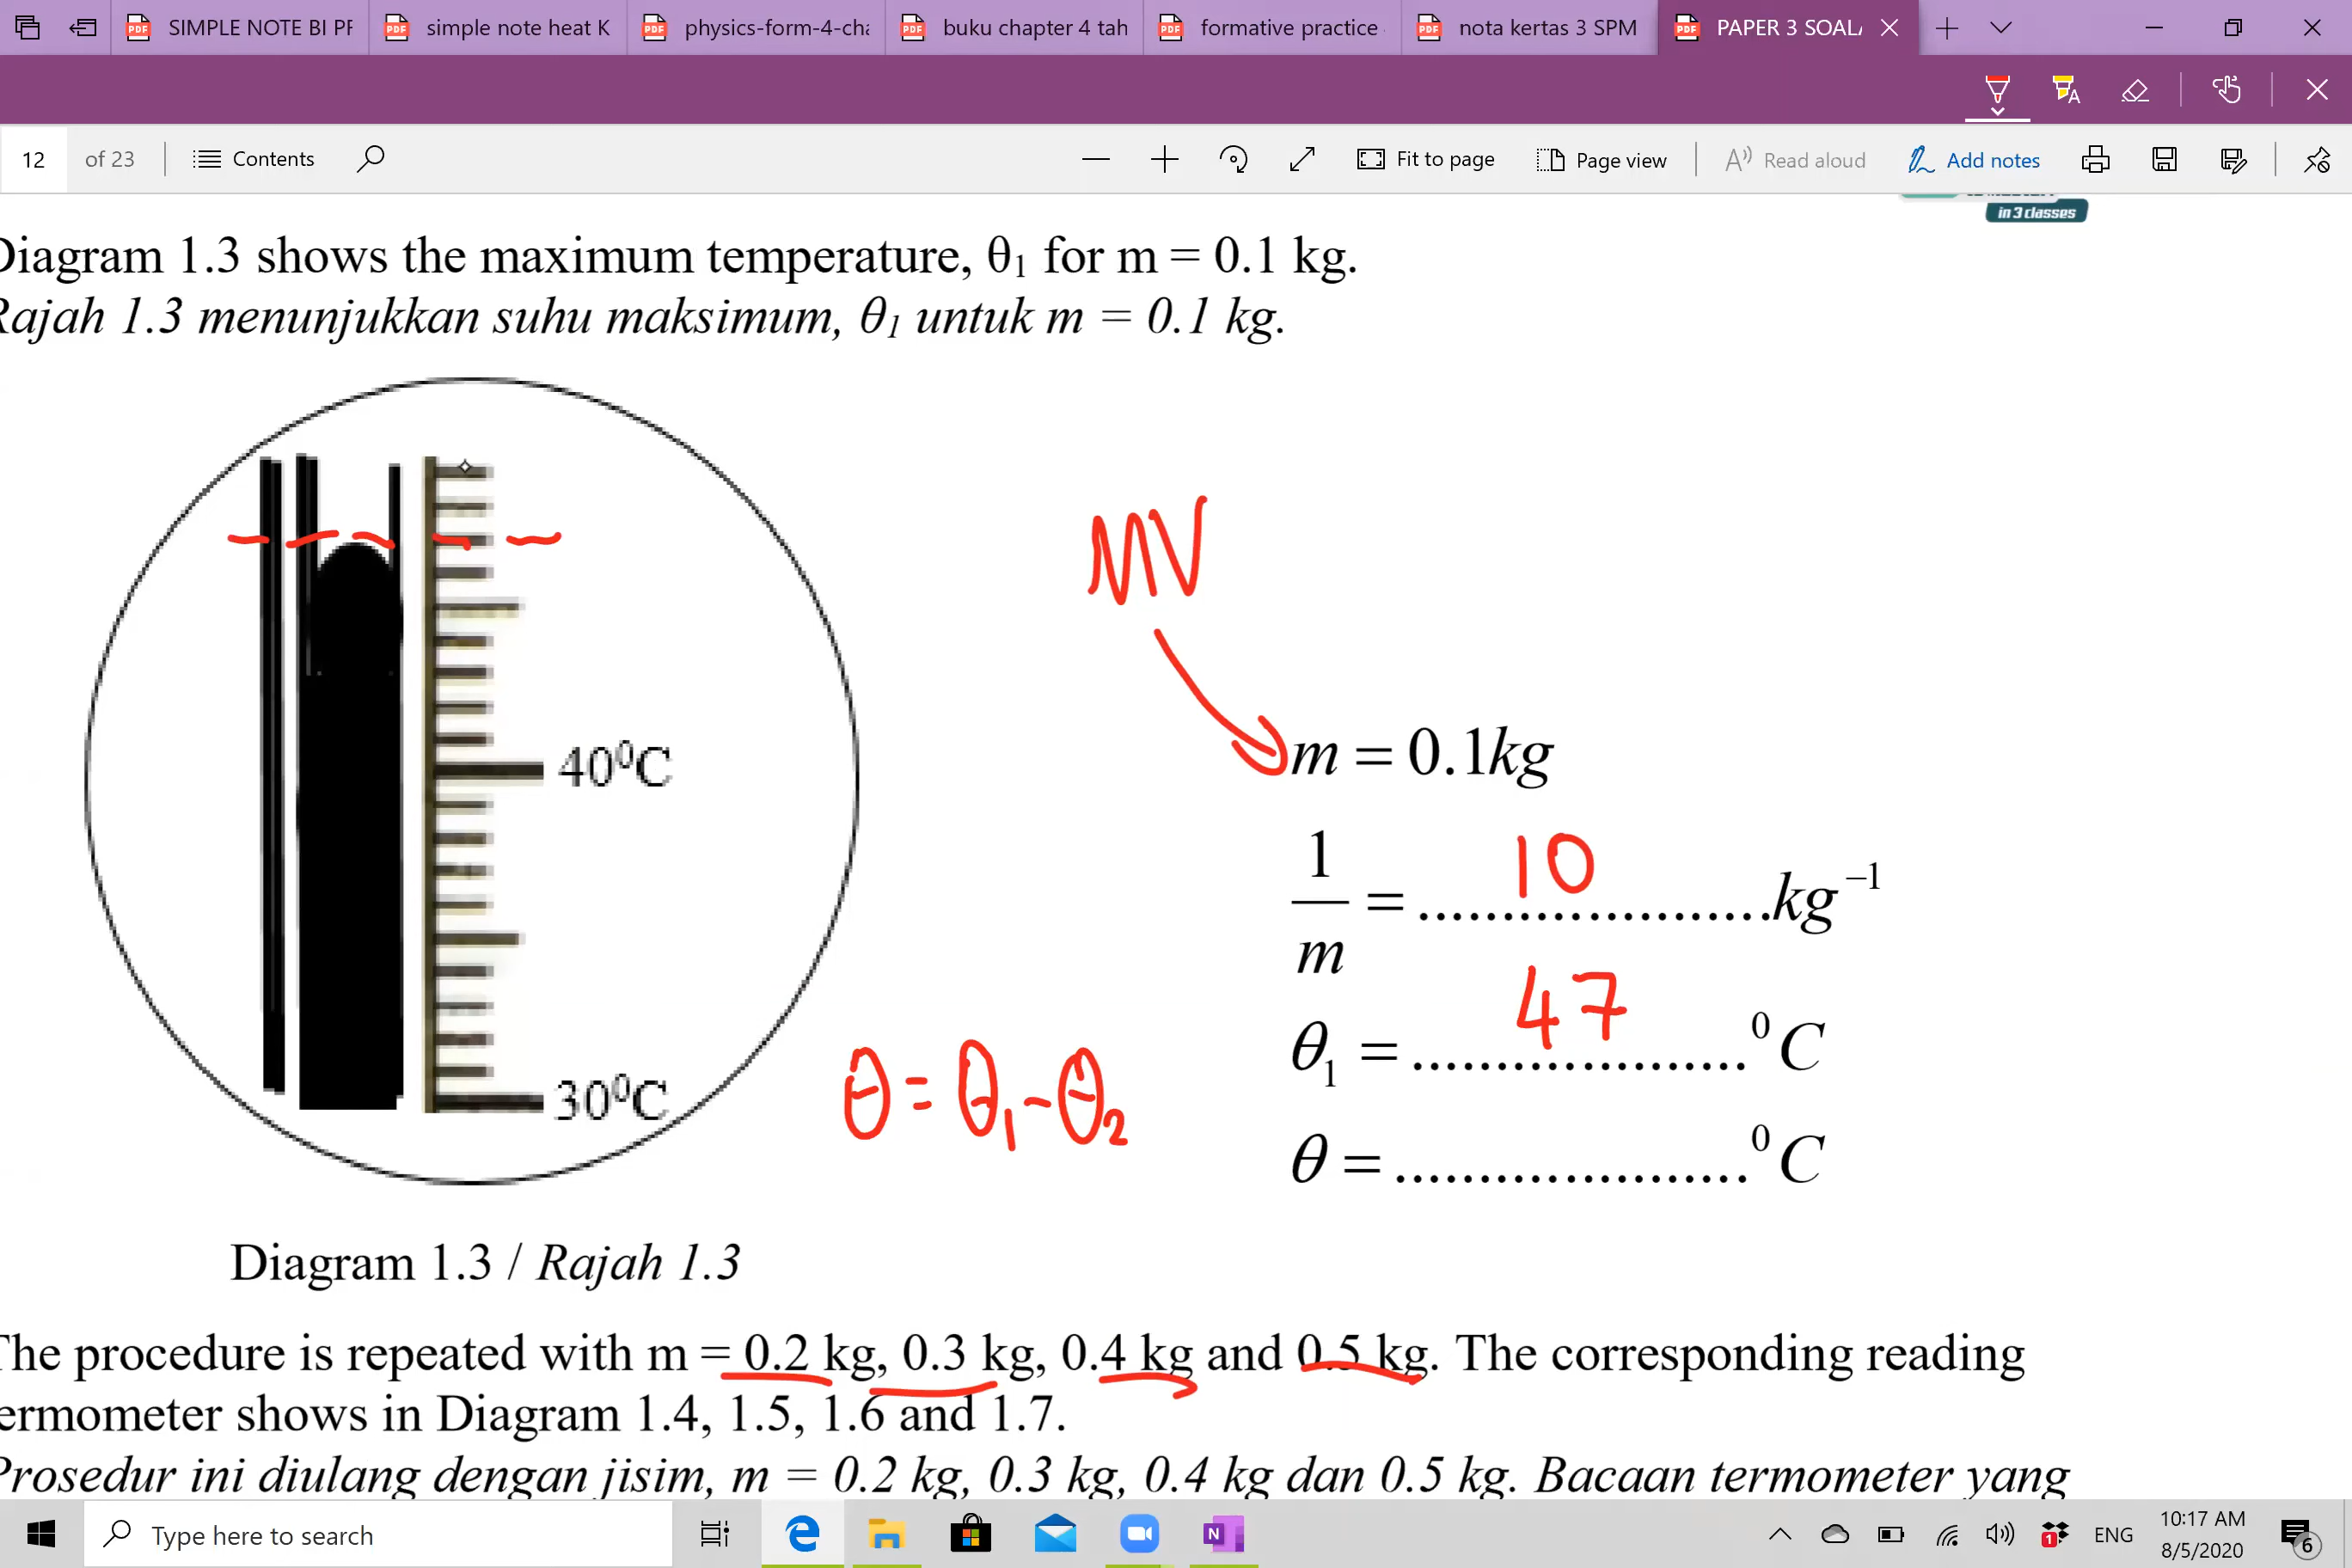 SIMPLE NOTE BI PF
simple note heat K
physics-form-4-cha
buku chapter 4 tah
formative practice
nota kertas 3 SPM
PAPER 3 SOAL
12 of 23
Contents
Fit to page
Page view
Read aloud
Add notes
in 3 classes
Diagram 1.3 shows the maximum temperature, θ₁ for m = 0.1 kg.
Rajah 1.3 menunjukkan suhu maksimum, θ₁ untuk m = 0.1 kg.
MV
40⁰C
m = 0.1kg
1/m = 10 .....................kg⁻¹
θ₁ = 47 ....................⁰C
30⁰C
θ = θ₁ - θ₂
θ = .....................⁰C
Diagram 1.3 / Rajah 1.3
The procedure is repeated with m = 0.2 kg, 0.3 kg, 0.4 kg and 0.5 kg. The corresponding reading
ermometer shows in Diagram 1.4, 1.5, 1.6 and 1.7.
Prosedur ini diulang dengan jisim, m = 0.2 kg, 0.3 kg, 0.4 kg dan 0.5 kg. Bacaan termometer yang
Type here to search
ENG
10:17 AM
8/5/2020
1
6